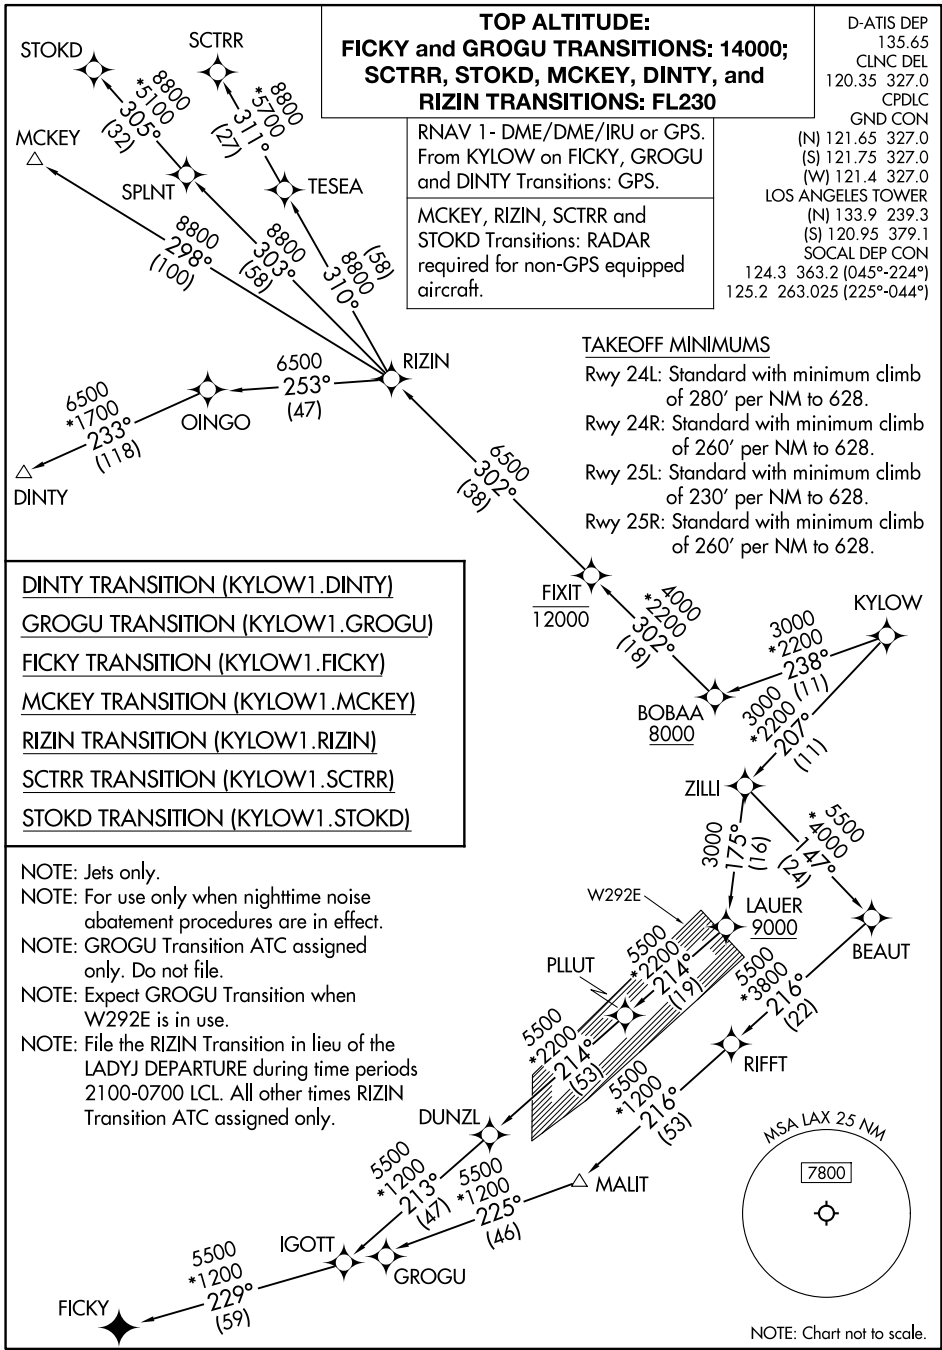 TOP ALTITUDE:
FICKY and GROGU TRANSITIONS: 14000;
SCTRR, STOKD, MCKEY, DINTY, and
RIZIN TRANSITIONS: FL230
D-ATIS DEP
135.65
CLNC DEL
120.35 327.0
CPDLC
GND CON
(N) 121.65 327.0
(S) 121.75 327.0
(W) 121.4 327.0
LOS ANGELES TOWER
(N) 133.9 239.3
(S) 120.95 379.1
SOCAL DEP CON
124.3 363.2 (045°-224°)
125.2 263.025 (225°-044°)
RNAV 1- DME/DME/IRU or GPS.
From KYLOW on FICKY, GROGU
and DINTY Transitions: GPS.
MCKEY, RIZIN, SCTRR and
STOKD Transitions: RADAR
required for non-GPS equipped
aircraft.
STOKD
SCTRR
8800
*5100
305°
(32)
8800
*5700
311°
(27)
MCKEY
SPLNT
TESEA
8800
298°
(100)
8800
303°
(58)
8800
310°
(58)
RIZIN
6500
253°
(47)
OINGO
6500
*1700
233°
(118)
DINTY
6500
302°
(38)
TAKEOFF MINIMUMS
Rwy 24L: Standard with minimum climb
of 280' per NM to 628.
Rwy 24R: Standard with minimum climb
of 260' per NM to 628.
Rwy 25L: Standard with minimum climb
of 230' per NM to 628.
Rwy 25R: Standard with minimum climb
of 260' per NM to 628.
FIXIT
12000
4000
*2200
302°
(18)
KYLOW
3000
*2200
238°
(11)
BOBAA
8000
3000
*2200
207°
(11)
ZILLI
3000
175°
(16)
5500
*4000
147°
(24)
DINTY TRANSITION (KYLOW1.DINTY)
GROGU TRANSITION (KYLOW1.GROGU)
FICKY TRANSITION (KYLOW1.FICKY)
MCKEY TRANSITION (KYLOW1.MCKEY)
RIZIN TRANSITION (KYLOW1.RIZIN)
SCTRR TRANSITION (KYLOW1.SCTRR)
STOKD TRANSITION (KYLOW1.STOKD)
NOTE: Jets only.
NOTE: For use only when nighttime noise
abatement procedures are in effect.
NOTE: GROGU Transition ATC assigned
only. Do not file.
NOTE: Expect GROGU Transition when
W292E is in use.
NOTE: File the RIZIN Transition in lieu of the
LADYJ DEPARTURE during time periods
2100-0700 LCL. All other times RIZIN
Transition ATC assigned only.
W292E
LAUER
9000
BEAUT
5500
*2200
214°
(19)
PLLUT
5500
*3800
216°
(22)
5500
*2200
214°
(53)
RIFFT
5500
*1200
216°
(53)
DUNZL
MALIT
5500
*1200
213°
(47)
5500
*1200
225°
(46)
IGOTT
GROGU
5500
*1200
229°
(59)
FICKY
MSA LAX 25 NM
7800
NOTE: Chart not to scale.